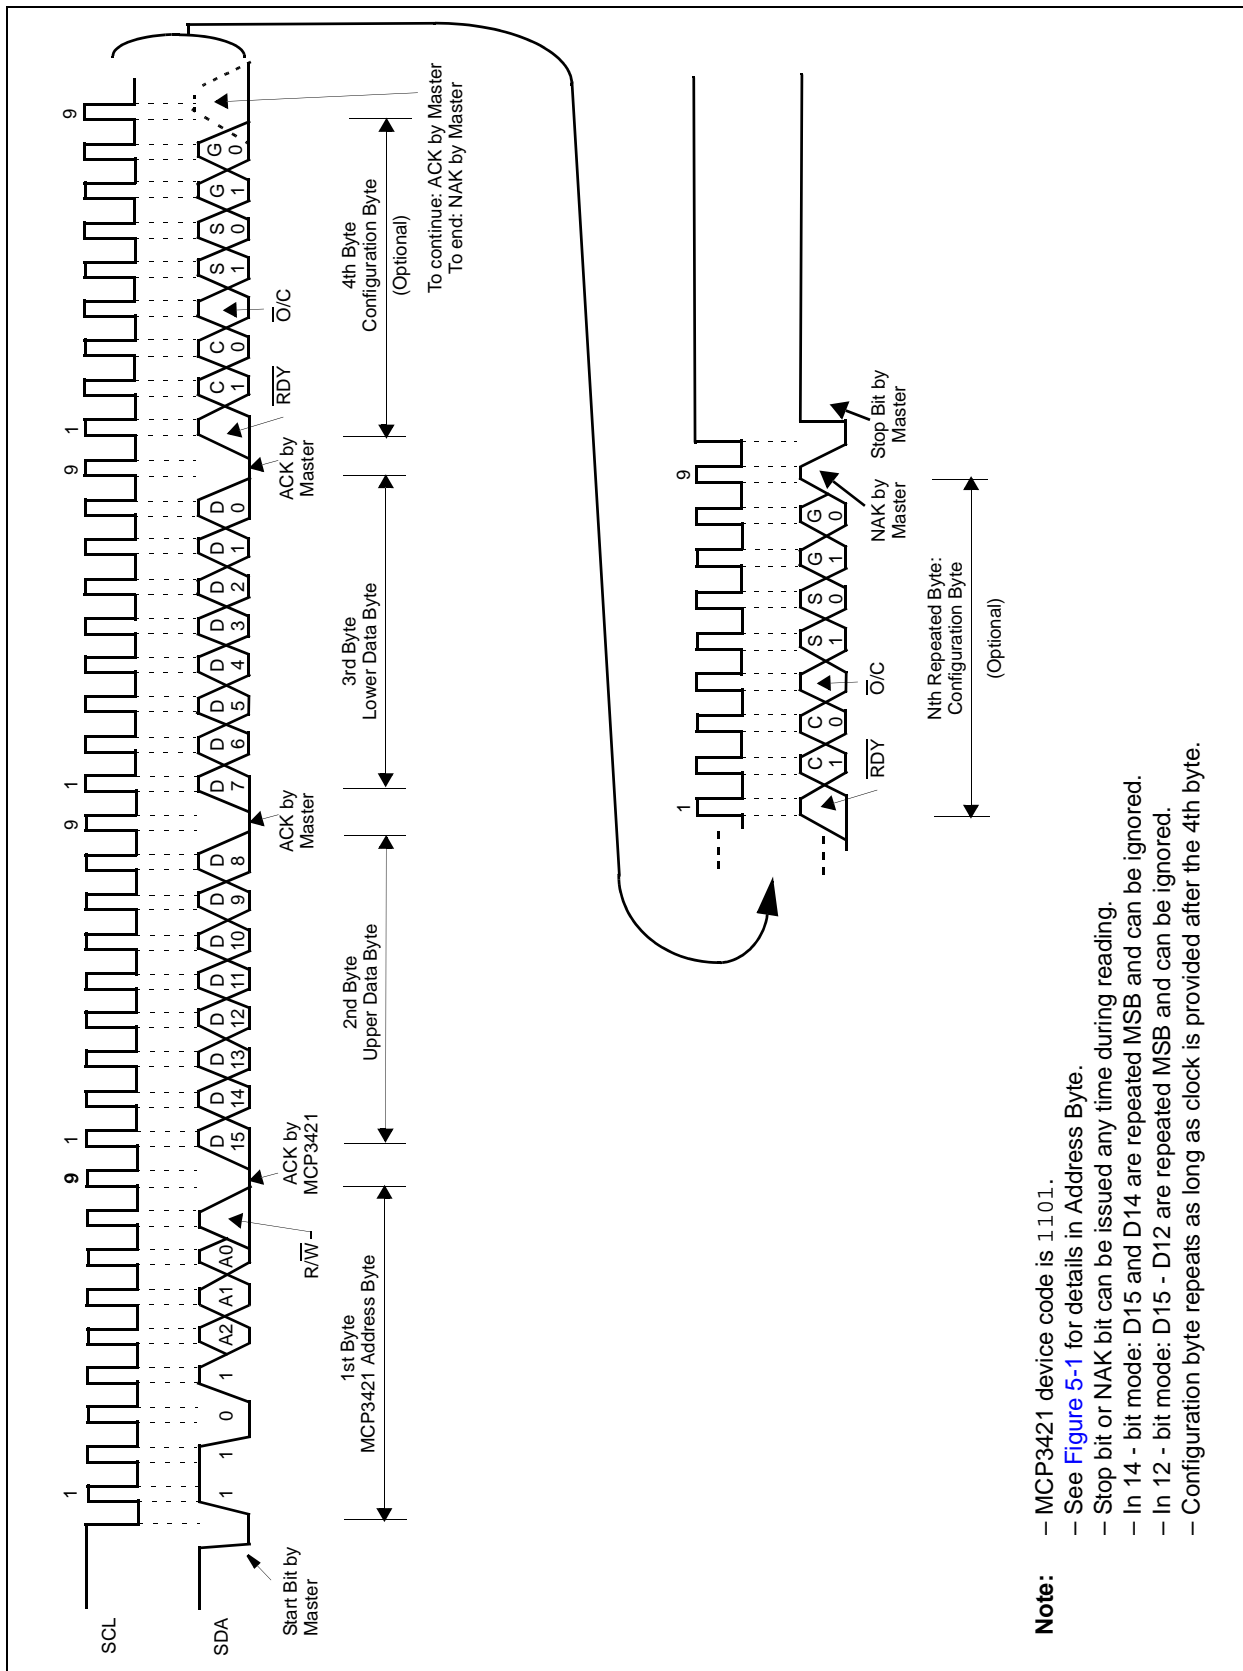 SCL
1
9
1
9
1
9
1
9
SDA
1
1
0
1
A2
A1
A0
D 15
D 14
D 13
D 12
D 11
D 10
D 9
D 8
D 7
D 6
D 5
D 4
D 3
D 2
D 1
D 0
C 1
C 0
S 1
S 0
G 1
G 0
Start Bit by
Master
R/W̅
ACK by
MCP3421
ACK by
Master
ACK by
Master
R̅D̅Y̅
O̅/C
1st Byte
MCP3421 Address Byte
2nd Byte
Upper Data Byte
3rd Byte
Lower Data Byte
4th Byte
Configuration Byte
(Optional)
To continue: ACK by Master
To end: NAK by Master
1
9
C 1
C 0
S 1
S 0
G 1
G 0
R̅D̅Y̅
O̅/C
NAK by
Master
Stop Bit by
Master
Nth Repeated Byte:
Configuration Byte
(Optional)
Note: – MCP3421 device code is 1101.
– See Figure 5-1 for details in Address Byte.
– Stop bit or NAK bit can be issued any time during reading.
– In 14 - bit mode: D15 and D14 are repeated MSB and can be ignored.
– In 12 - bit mode: D15 - D12 are repeated MSB and can be ignored.
– Configuration byte repeats as long as clock is provided after the 4th byte.